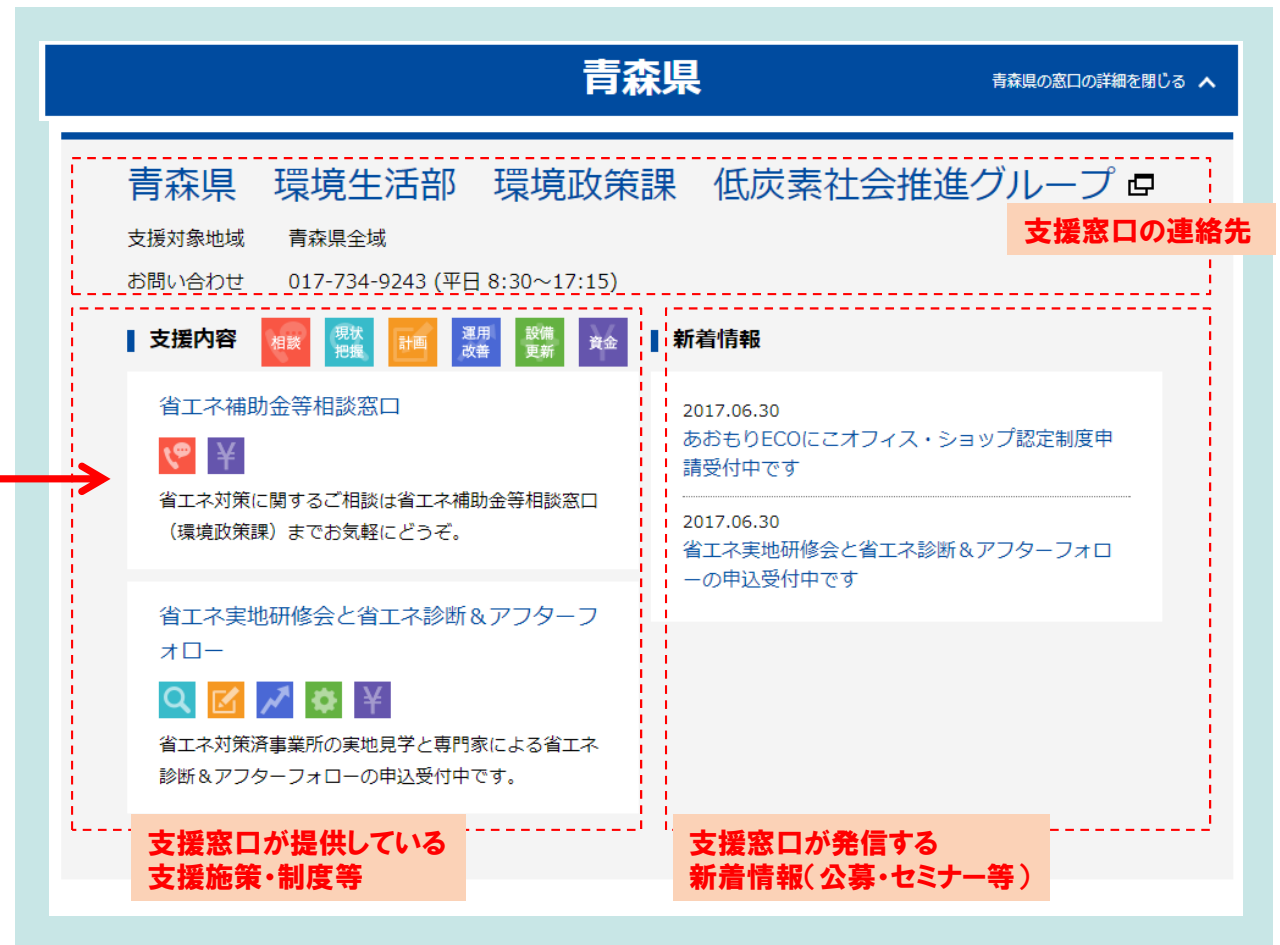 青森県
青森県の窓口の詳細を閉じる
青森県 環境生活部 環境政策課 低炭素社会推進グループ
支援窓口の連絡先
支援対象地域 青森県全域
お問い合わせ 017-734-9243 (平日 8:30～17:15)
支援内容
相談
現状
把握
計画
運用
改善
設備
更新
資金
省エネ補助金等相談窓口
¥
省エネ対策に関するご相談は省エネ補助金等相談窓口
（環境政策課）までお気軽にどうぞ。
省エネ実地研修会と省エネ診断＆アフターフ
ォロー
¥
省エネ対策済事業所の実地見学と専門家による省エネ
診断＆アフターフォローの申込受付中です。
支援窓口が提供している
支援施策・制度等
新着情報
2017.06.30
あおもりECOにこオフィス・ショップ認定制度申
請受付中です
2017.06.30
省エネ実地研修会と省エネ診断＆アフターフォロ
ーの申込受付中です
支援窓口が発信する
新着情報（公募・セミナー等）